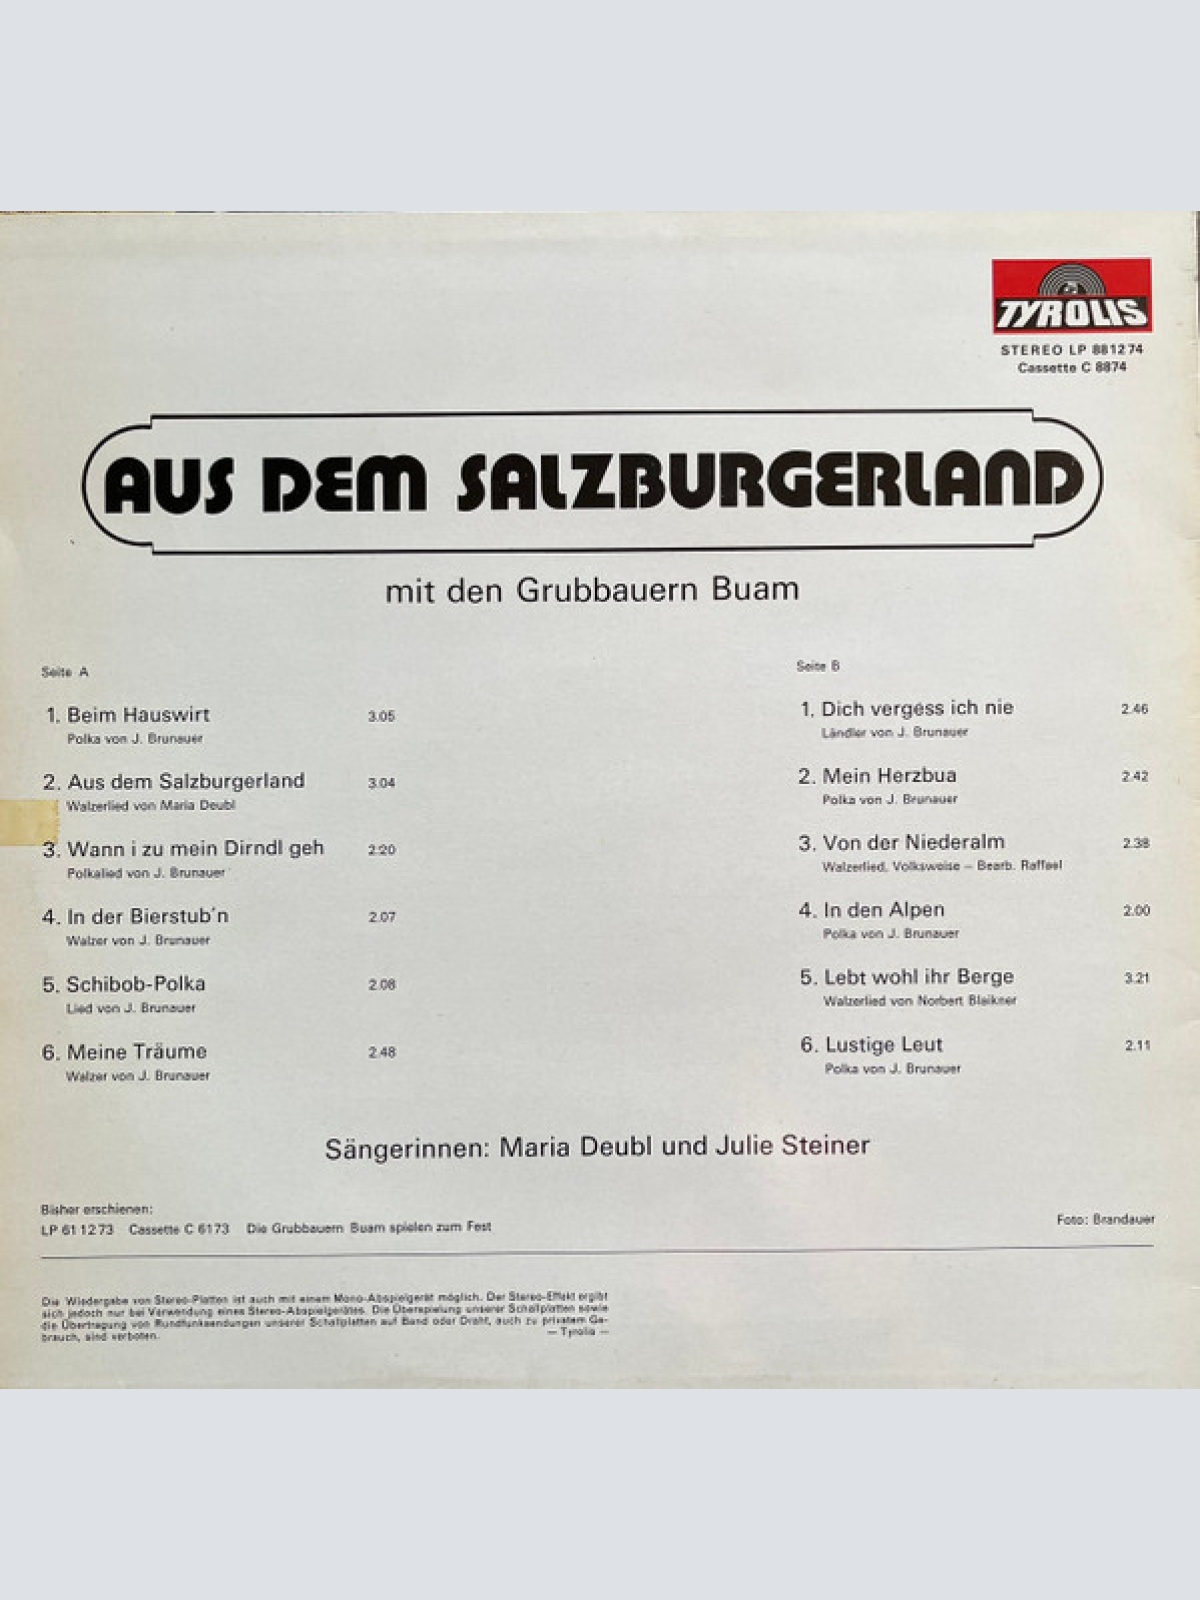 TYROLIS
STEREO LP 881274
Cassette C 8874
AUS DEM SALZBURGERLAND
mit den Grubbauern Buam
Seite A
1. Beim Hauswirt 3.05
Polka von J. Brunauer
2. Aus dem Salzburgerland 3.04
Walzerlied von Maria Deubl
3. Wann i zu mein Dirndl geh 2.20
Polkalied von J. Brunauer
4. In der Bierstub´n 2.07
Walzer von J. Brunauer
5. Schibob-Polka 2.08
Lied von J. Brunauer
6. Meine Träume 2.48
Walzer von J. Brunauer
Seite B
1. Dich vergess ich nie 2.46
Ländler von J. Brunauer
2. Mein Herzbua 2.42
Polka von J. Brunauer
3. Von der Niederalm 2.38
Walzerlied, Volksweise – Bearb. Raffael
4. In den Alpen 2.00
Polka von J. Brunauer
5. Lebt wohl ihr Berge 3.21
Walzerlied von Norbert Blaikner
6. Lustige Leut 2.11
Polka von J. Brunauer
Sängerinnen: Maria Deubl und Julie Steiner
Bisher erschienen:
LP 611273 Cassette C 6173 Die Grubbauern Buam spielen zum Fest
Foto: Brandauer
Die Wiedergabe von Stereo-Platten ist auch mit einem Mono-Abspielgerät möglich. Der Stereo-Effekt ergibt
sich jedoch nur bei Verwendung eines Stereo-Abspielgerätes. Die Überspielung unserer Schallplatten sowie
die Übertragung von Rundfunksendungen unserer Schallplatten auf Band oder Draht, auch zu privatem Ge-
brauch, sind verboten. — Tyrolis —